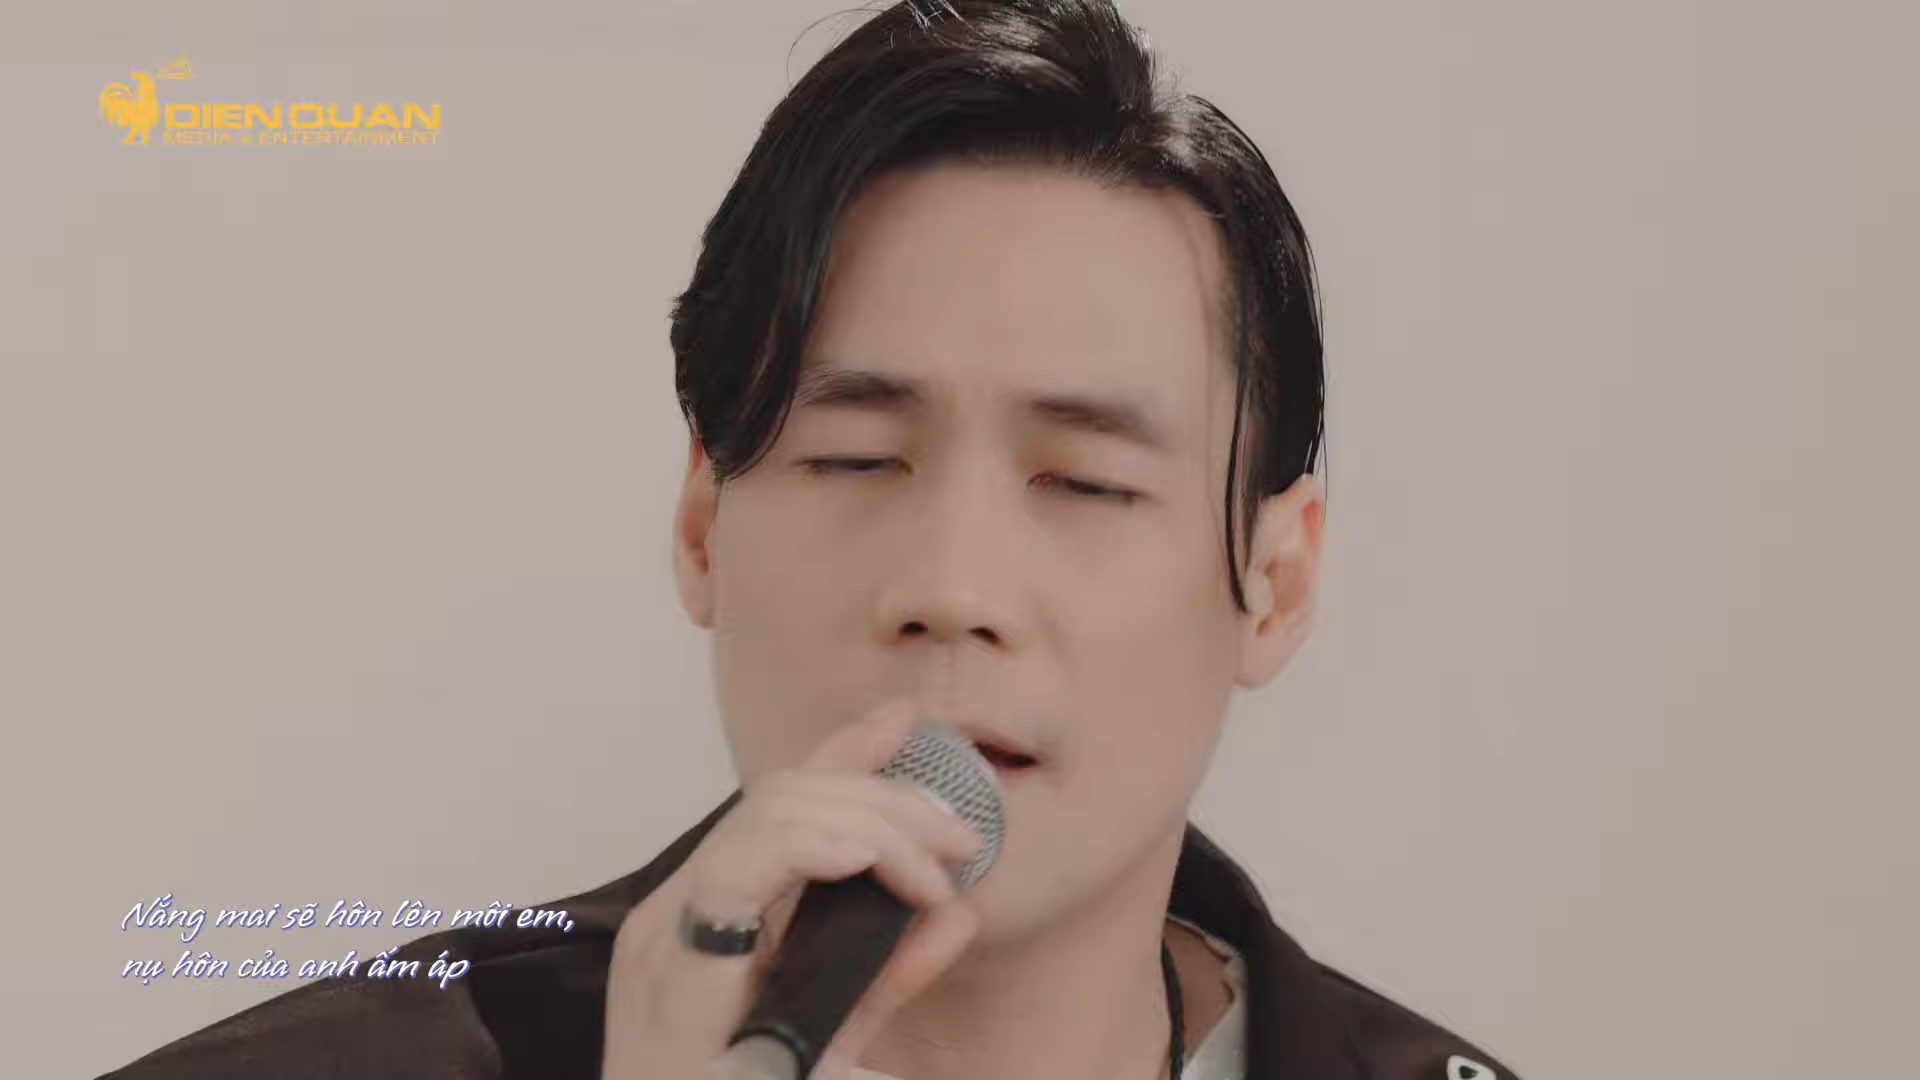 DIEN QUAN
MEDIA & ENTERTAINMENT
Nắng mai sẽ hôn lên môi em,
nụ hôn của anh ấm áp